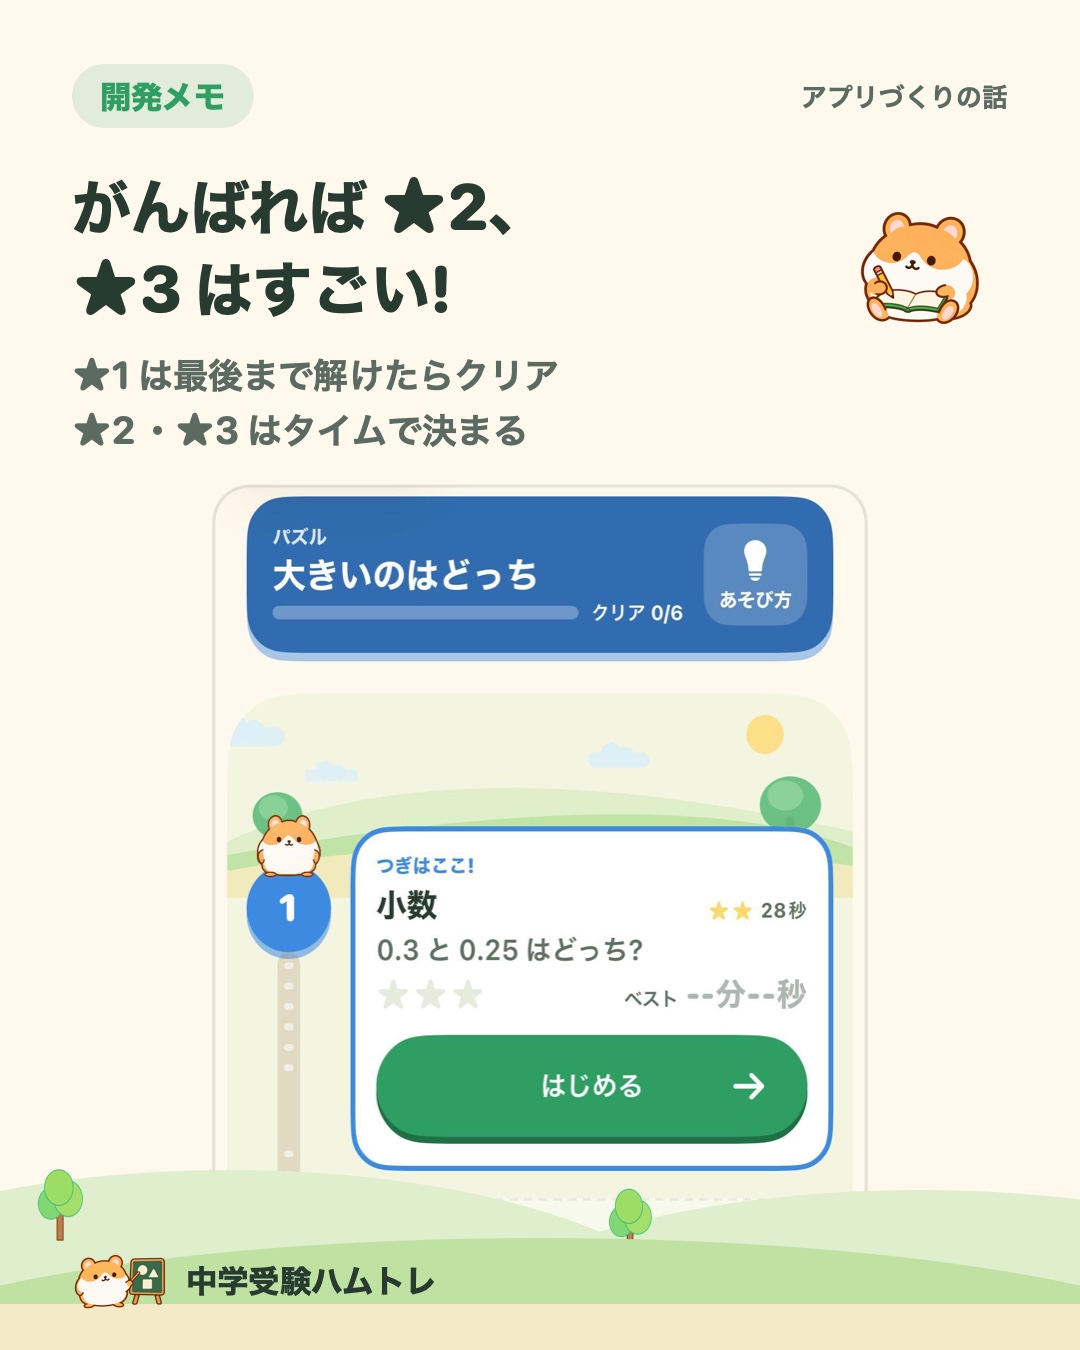 開発メモ
アプリづくりの話
がんばれば ★2、
★3 はすごい!
★1 は最後まで解けたらクリア
★2・★3 はタイムで決まる
パズル
大きいのはどっち
クリア 0/6
あそび方
つぎはここ!
1
小数
★★ 28秒
0.3 と 0.25 はどっち?
★★★
ベスト --分--秒
はじめる →
中学受験ハムトレ